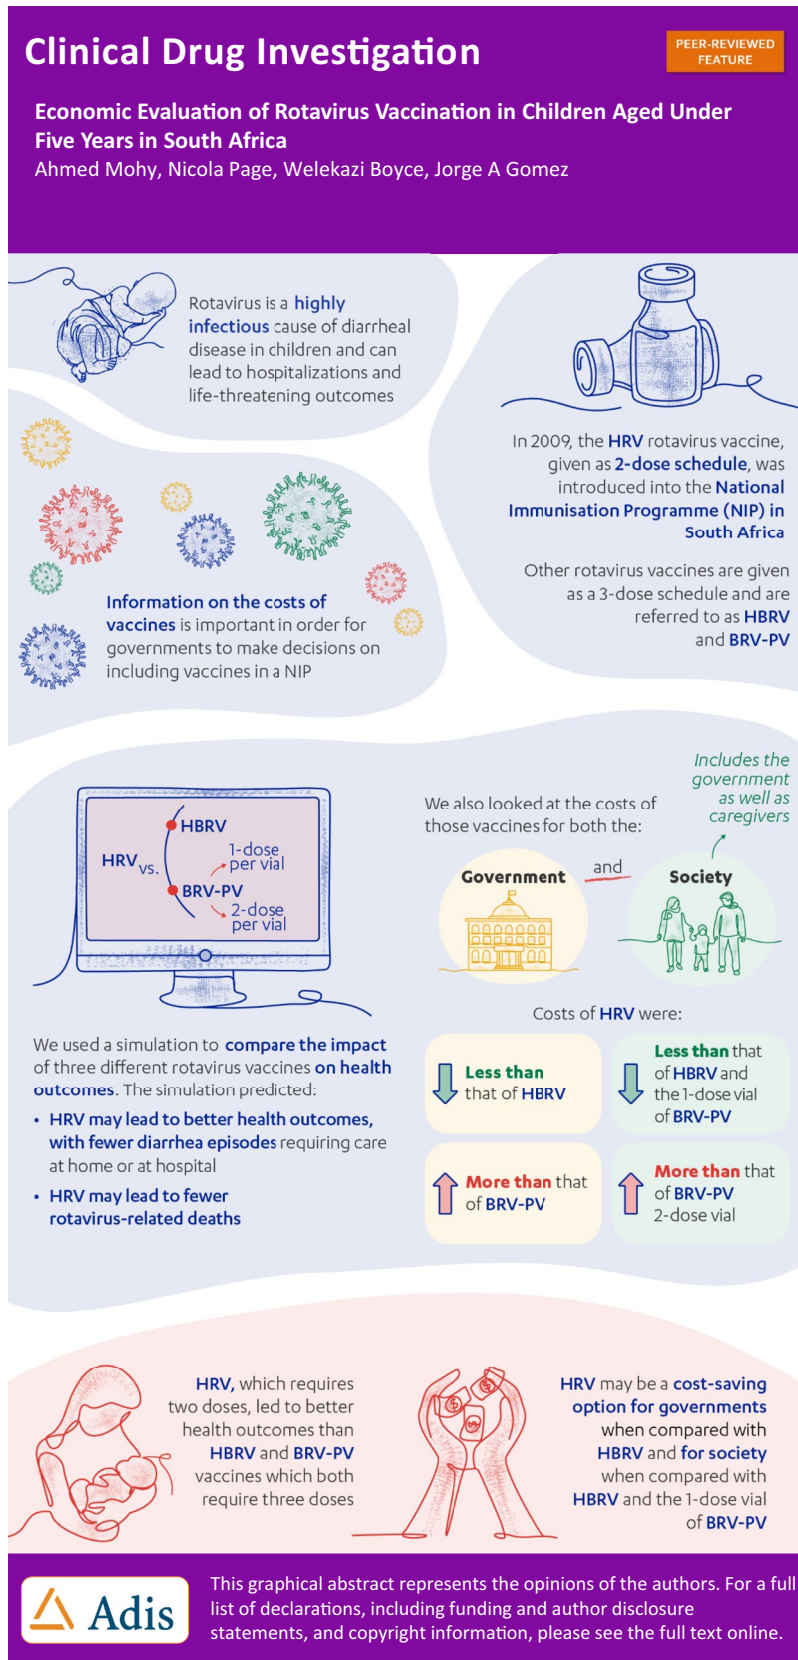 Clinical Drug Investigation
PEER-REVIEWED
FEATURE
Economic Evaluation of Rotavirus Vaccination in Children Aged Under
Five Years in South Africa
Ahmed Mohy, Nicola Page, Welekazi Boyce, Jorge A Gomez
Rotavirus is a highly
infectious cause of diarrheal
disease in children and can
lead to hospitalizations and
life-threatening outcomes
In 2009, the HRV rotavirus vaccine,
given as 2-dose schedule, was
introduced into the National
Immunisation Programme (NIP) in
South Africa
Other rotavirus vaccines are given
as a 3-dose schedule and are
referred to as HBRV
and BRV-PV
Information on the costs of
vaccines is important in order for
governments to make decisions on
including vaccines in a NIP
HRV vs.
HBRV
1-dose
per vial
BRV-PV
2-dose
per vial
We used a simulation to compare the impact
of three different rotavirus vaccines on health
outcomes. The simulation predicted:
• HRV may lead to better health outcomes,
with fewer diarrhea episodes requiring care
at home or at hospital
• HRV may lead to fewer
rotavirus-related deaths
Includes the
government
as well as
caregivers
We also looked at the costs of
those vaccines for both the:
Government
and
Society
Costs of HRV were:
Less than
that of HBRV
Less than that
of HBRV and
the 1-dose vial
of BRV-PV
More than that
of BRV-PV
More than that
of BRV-PV
2-dose vial
HRV, which requires
two doses, led to better
health outcomes than
HBRV and BRV-PV
vaccines which both
require three doses
$
$
$
HRV may be a cost-saving
option for governments
when compared with
HBRV and for society
when compared with
HBRV and the 1-dose vial
of BRV-PV
Adis
This graphical abstract represents the opinions of the authors. For a full
list of declarations, including funding and author disclosure
statements, and copyright information, please see the full text online.